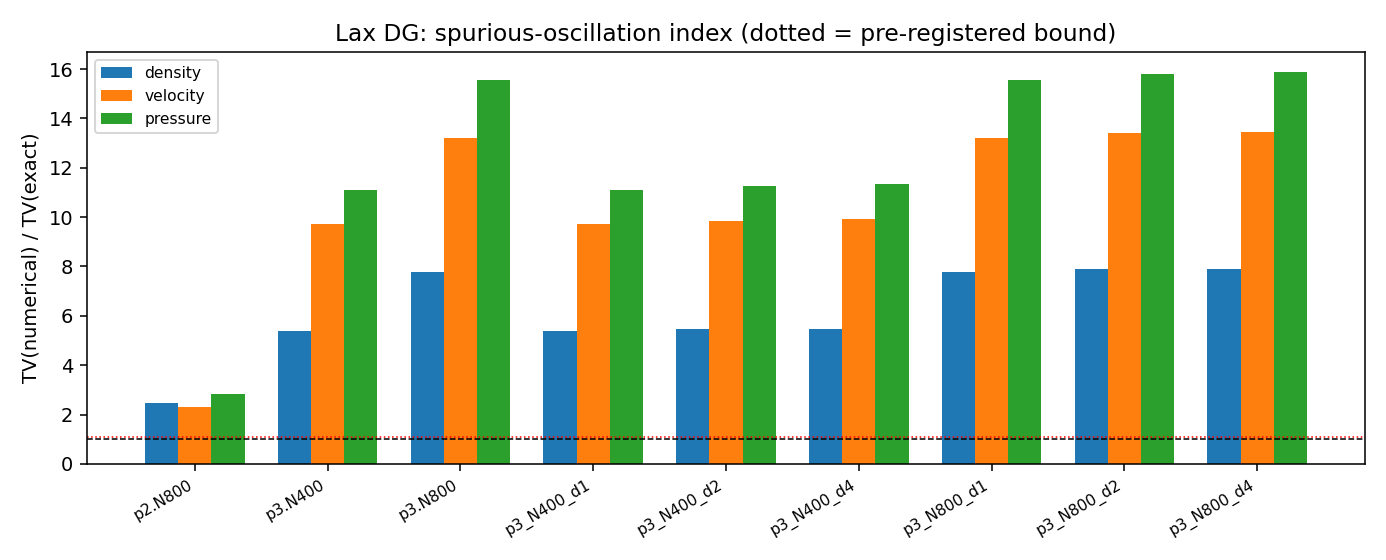 Lax DG: spurious-oscillation index (dotted = pre-registered bound)
density
velocity
pressure
TV(numerical) / TV(exact)
16
14
12
10
8
6
4
2
0
p2.N800
p3.N400
p3.N800
p3_N400_d1
p3_N400_d2
p3_N400_d4
p3_N800_d1
p3_N800_d2
p3_N800_d4